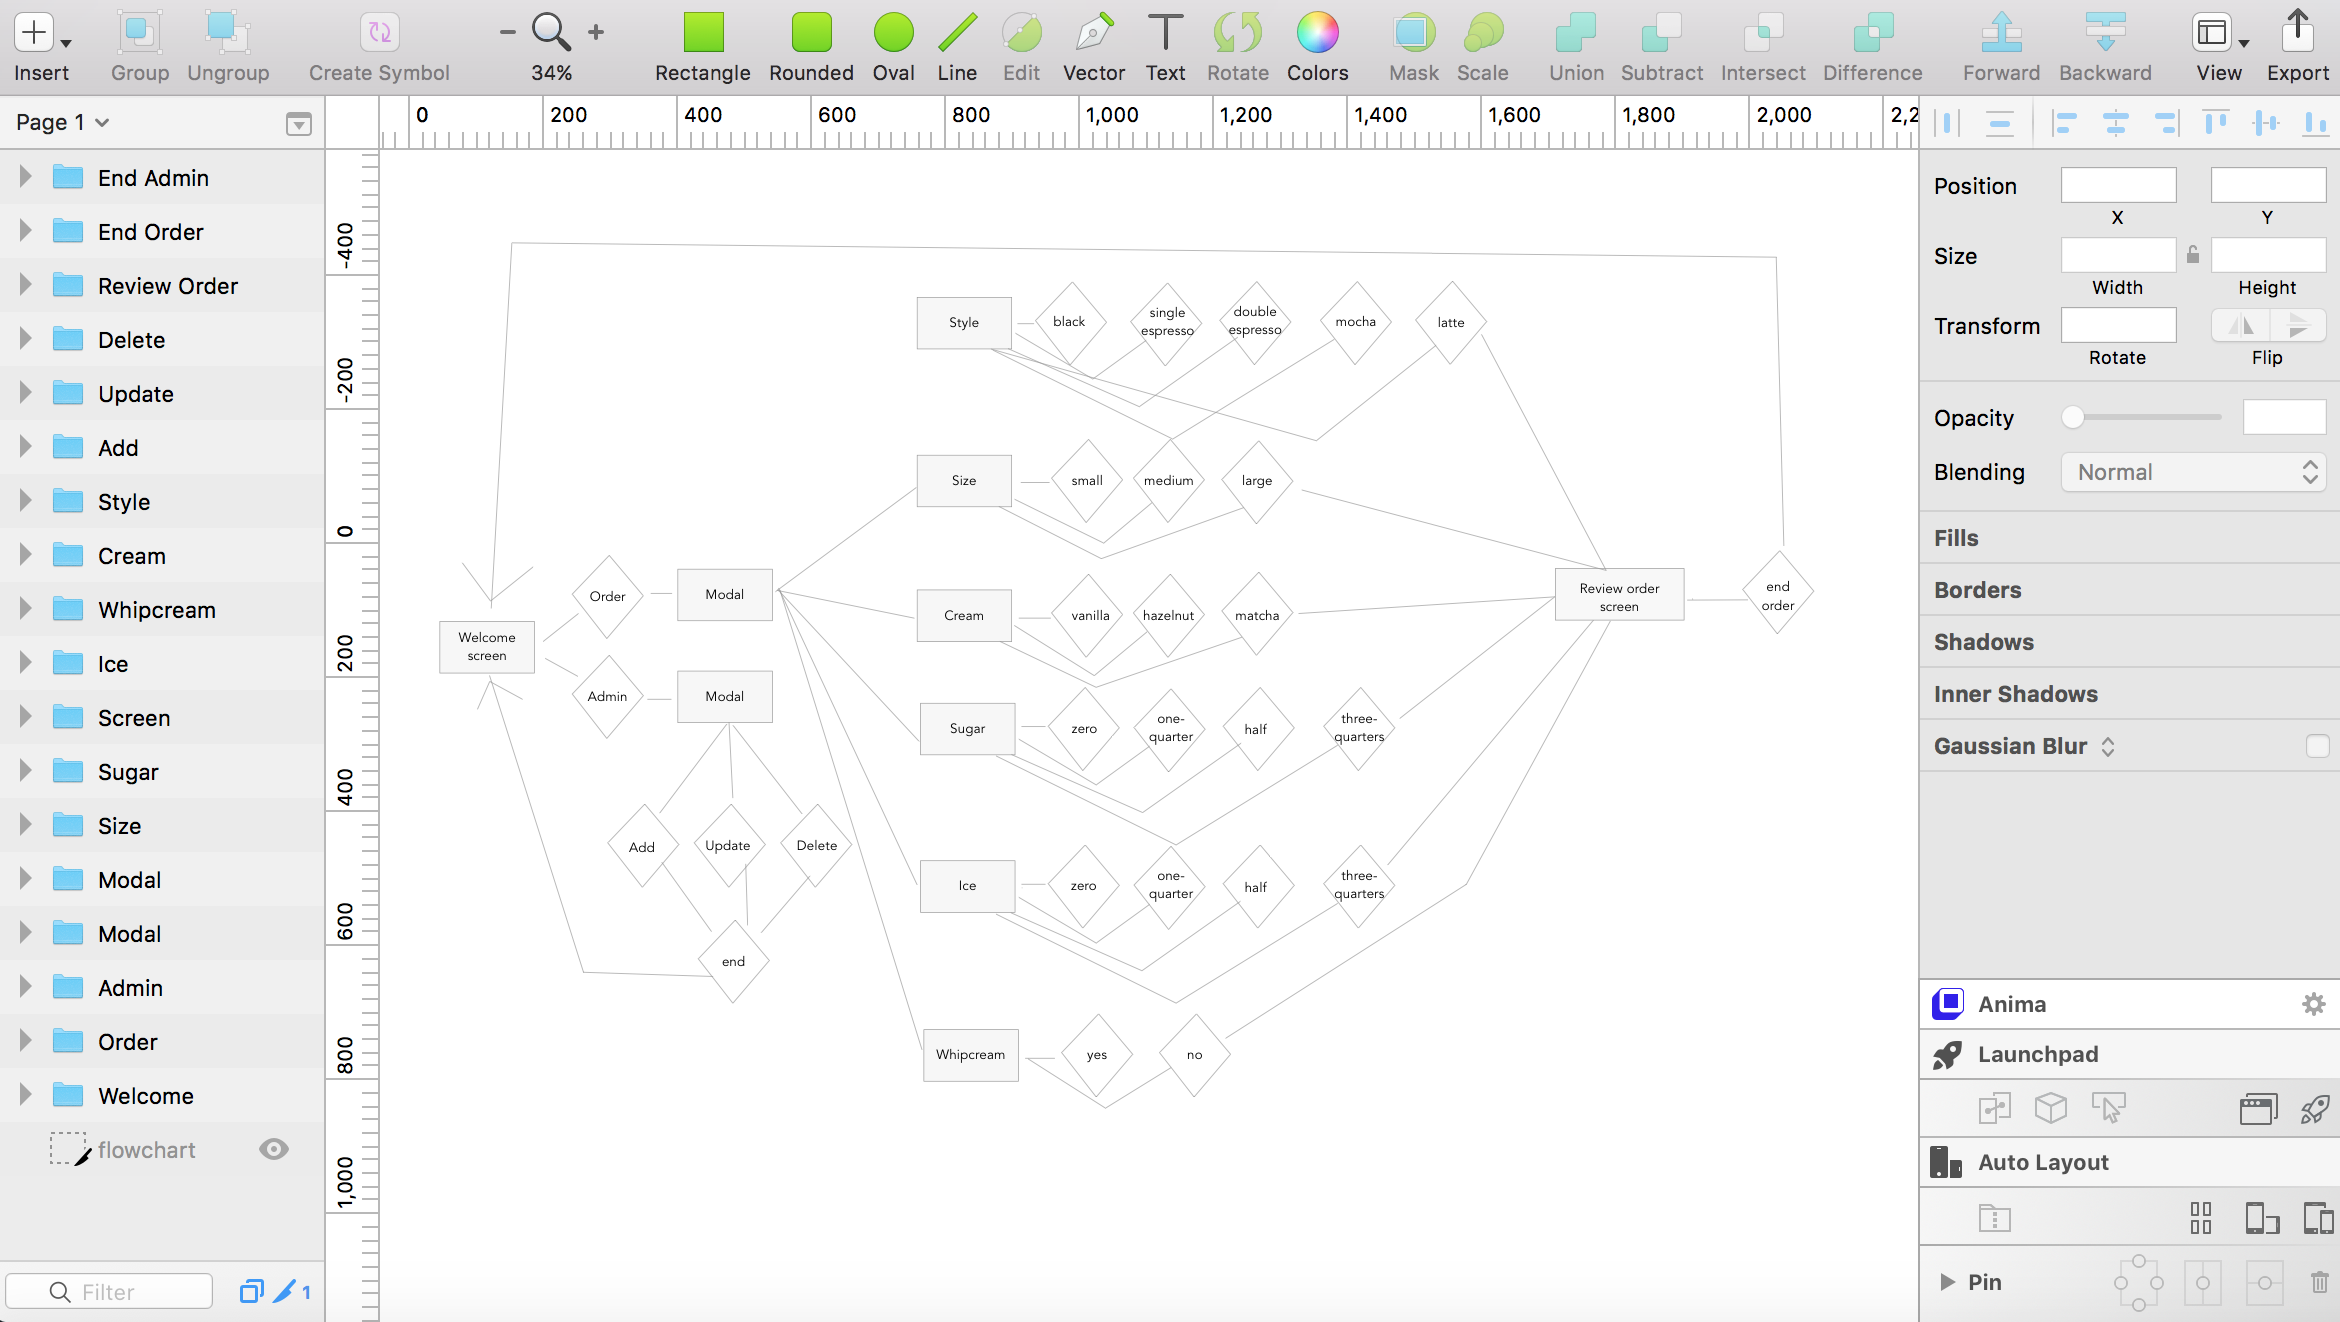 Insert
Group
Ungroup
Create Symbol
34%
Rectangle
Rounded
Oval
Line
Edit
Vector
Text
Rotate
Colors
Mask
Scale
Union
Subtract
Intersect
Difference
Forward
Backward
View
Export
Page 1
0
200
400
600
800
1,000
1,200
1,400
1,600
1,800
2,000
2,2
-400
-200
0
200
400
600
800
1,000
End Admin
End Order
Review Order
Delete
Update
Add
Style
Cream
Whipcream
Ice
Screen
Sugar
Size
Modal
Modal
Admin
Order
Welcome
flowchart
Filter
1
Style
black
single
espresso
double
espresso
mocha
latte
Size
small
medium
large
Welcome
screen
Order
Modal
Admin
Modal
Cream
vanilla
hazelnut
matcha
Review order
screen
end
order
Sugar
zero
one-
quarter
half
three-
quarters
Add
Update
Delete
end
Ice
zero
one-
quarter
half
three-
quarters
Whipcream
yes
no
Position
X
Y
Size
Width
Height
Transform
Rotate
Flip
Opacity
Blending
Normal
Fills
Borders
Shadows
Inner Shadows
Gaussian Blur
Anima
Launchpad
Auto Layout
Pin